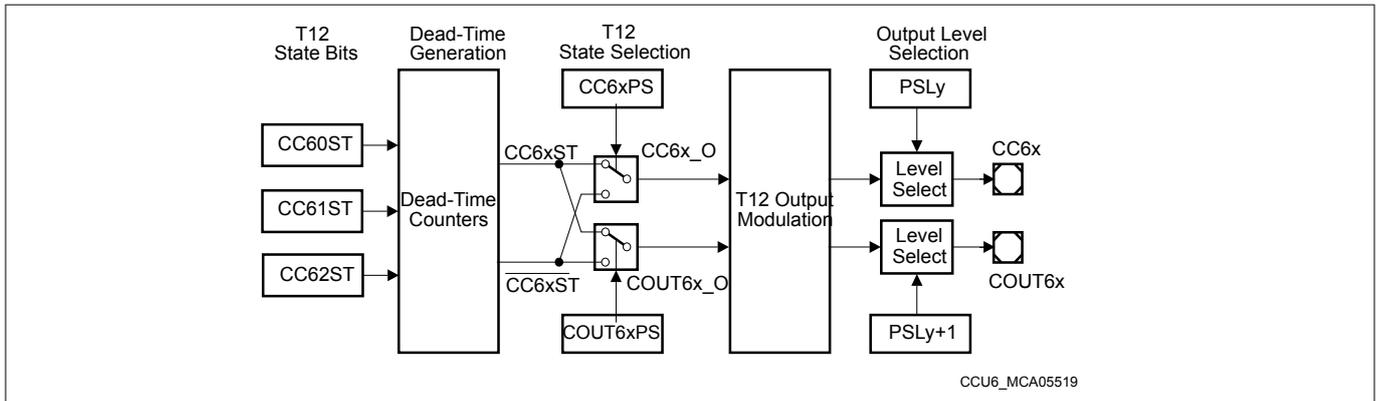 T12
State Bits
Dead-Time
Generation
T12
State Selection
Output Level
Selection
CC6xPS
PSLy
CC60ST
CC61ST
CC62ST
Dead-Time
Counters
CC6xST
CC6xST
CC6x_O
COUT6x_O
COUT6xPS
T12 Output
Modulation
Level
Select
Level
Select
CC6x
COUT6x
PSLy+1
CCU6_MCA05519